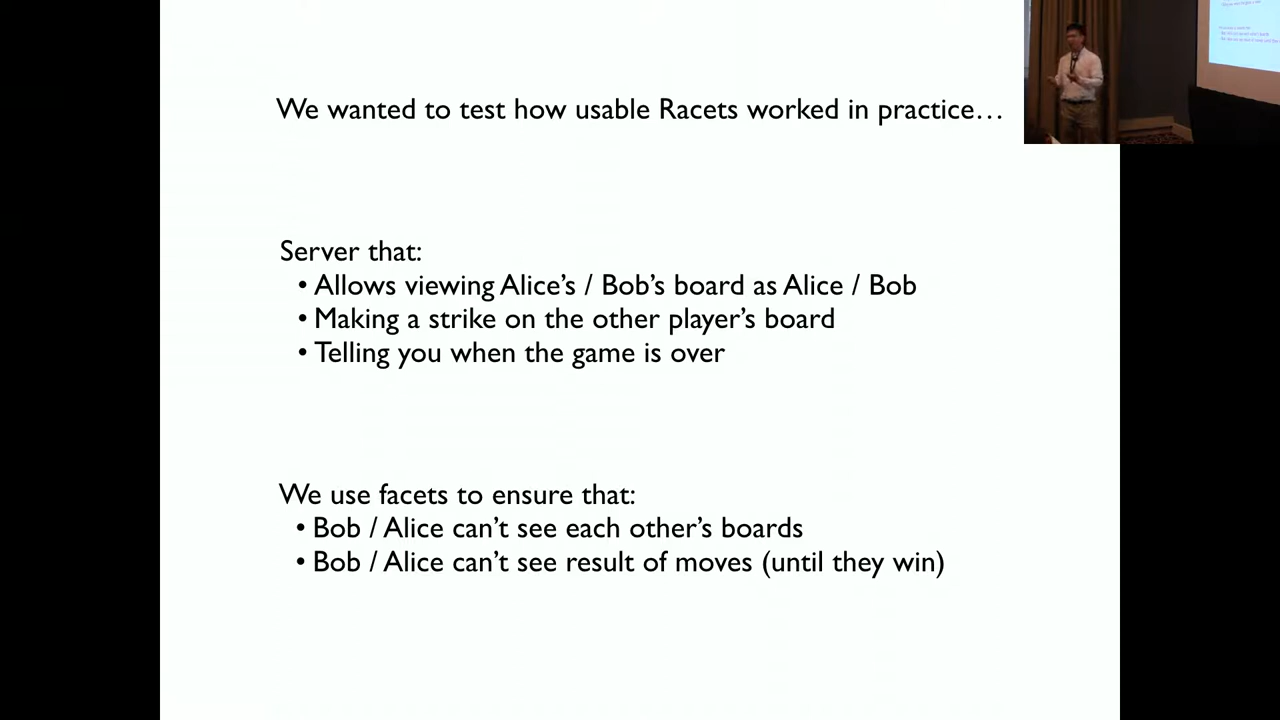 We wanted to test how usable Racets worked in practice…
Server that:
• Allows viewing Alice's / Bob's board as Alice / Bob
• Making a strike on the other player's board
• Telling you when the game is over
We use facets to ensure that:
• Bob / Alice can't see each other's boards
• Bob / Alice can't see result of moves (until they win)